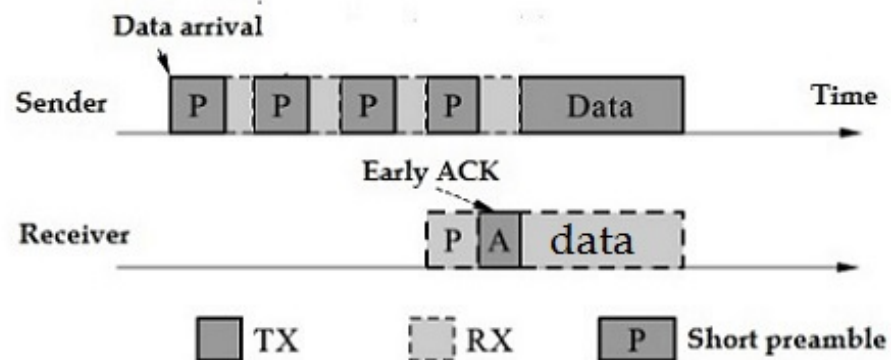 Data arrival
Sender P P P P Data Time
Early ACK
Receiver P A data
TX RX P Short preamble